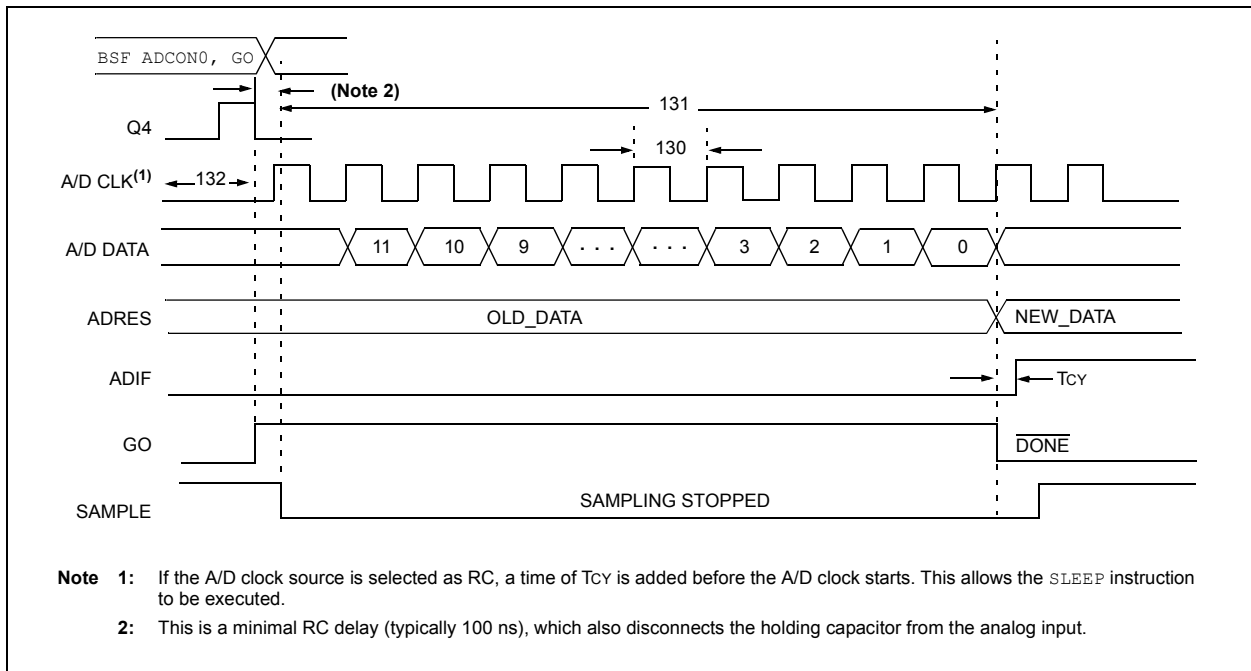 BSF ADCON0, GO
(Note 2)
131
Q4
130
A/D CLK(1)
132
A/D DATA
11 10 9 . . . . . . 3 2 1 0
ADRES
OLD_DATA
NEW_DATA
ADIF
TCY
GO
DONE
SAMPLE
SAMPLING STOPPED
Note 1: If the A/D clock source is selected as RC, a time of TCY is added before the A/D clock starts. This allows the SLEEP instruction
to be executed.
2: This is a minimal RC delay (typically 100 ns), which also disconnects the holding capacitor from the analog input.